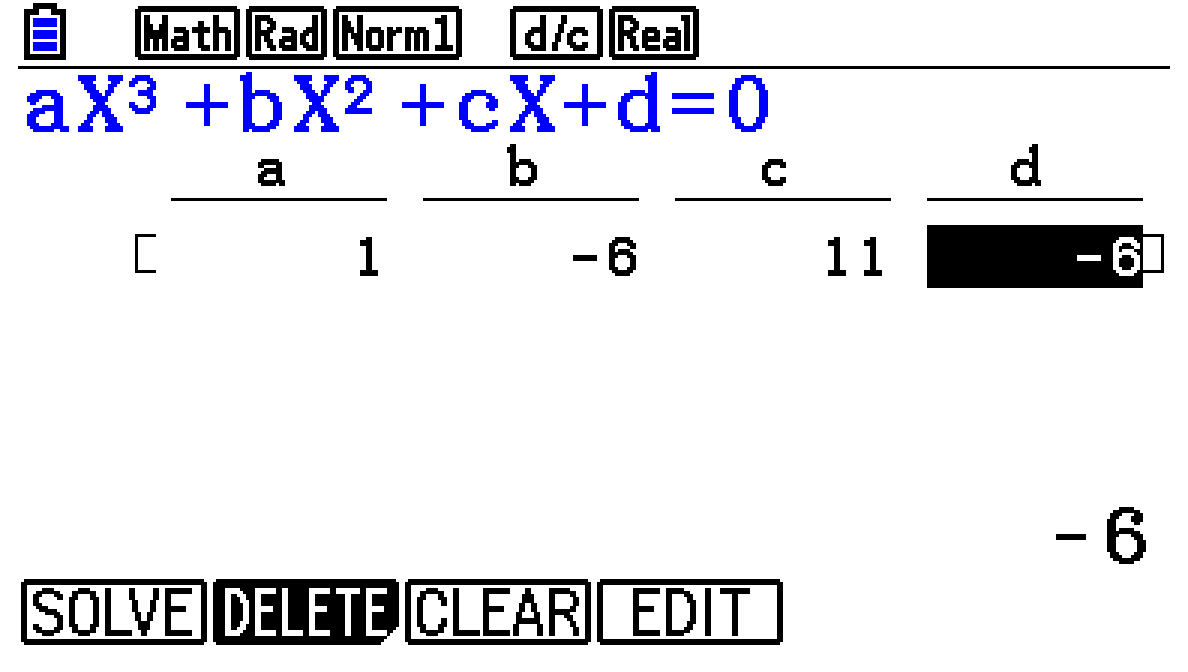 Math Rad Norm1 d/c Real
aX³ +bX² +cX+d=0
a b c d
1 -6 11 -6
-6
SOLVE DELETE CLEAR EDIT